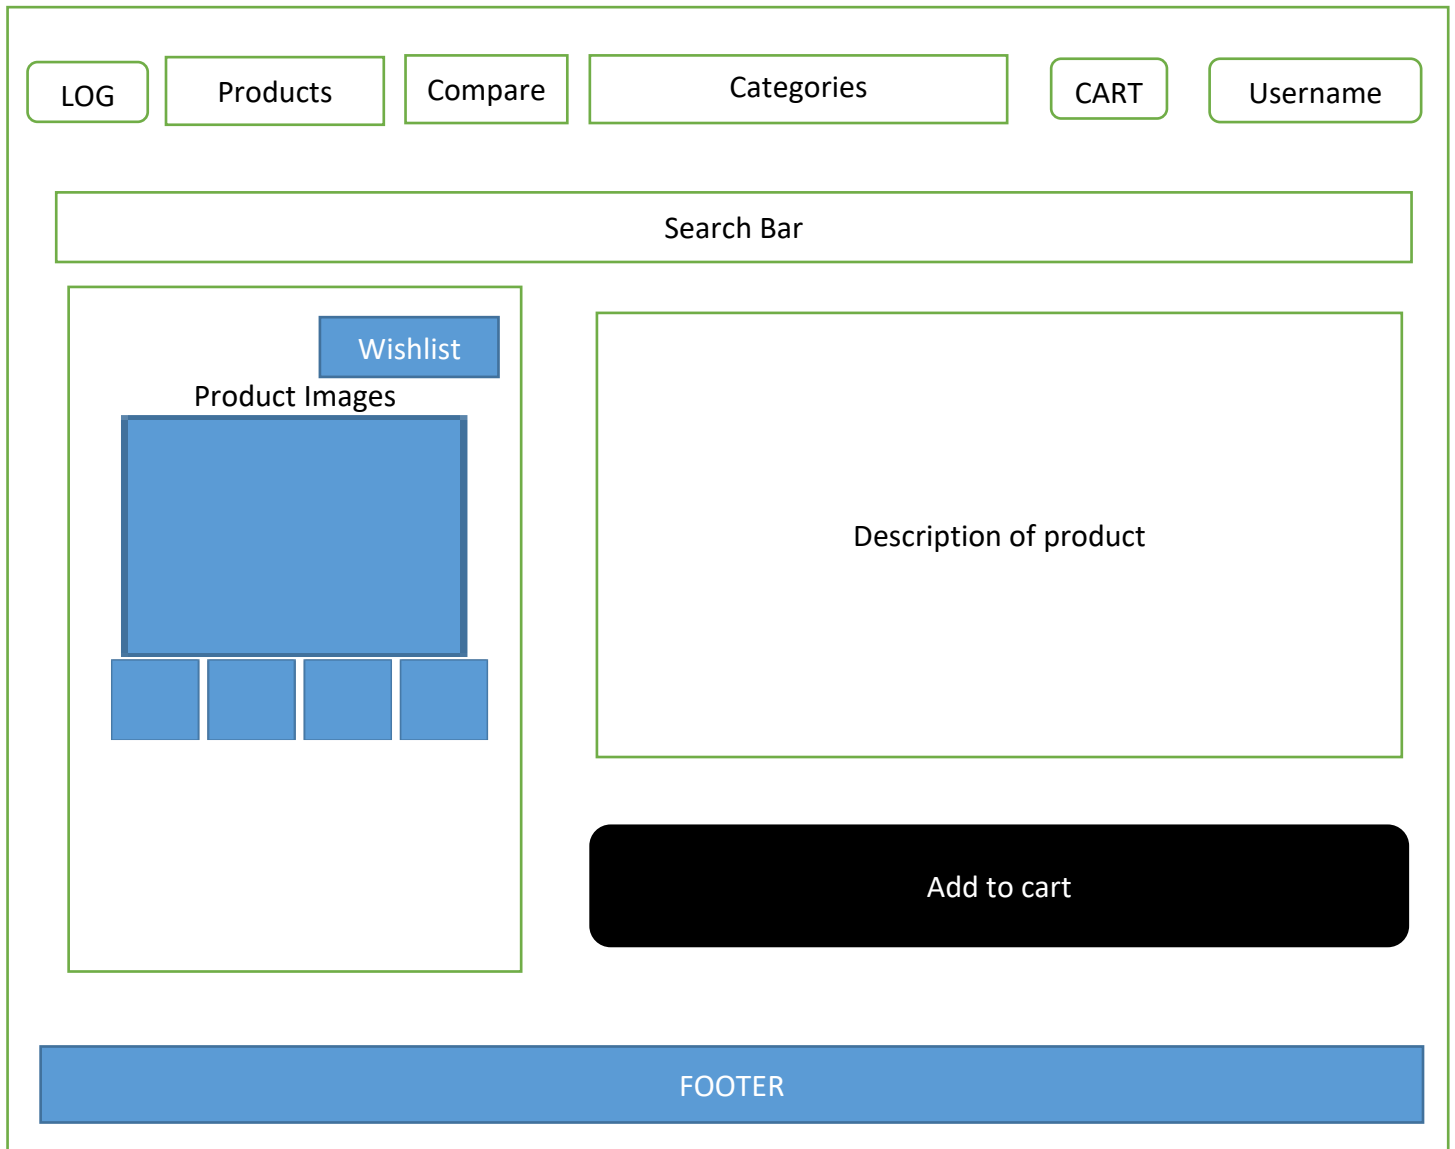 LOG
Products
Compare
Categories
CART
Username
Search Bar
Wishlist
Product Images
Description of product
Add to cart
FOOTER